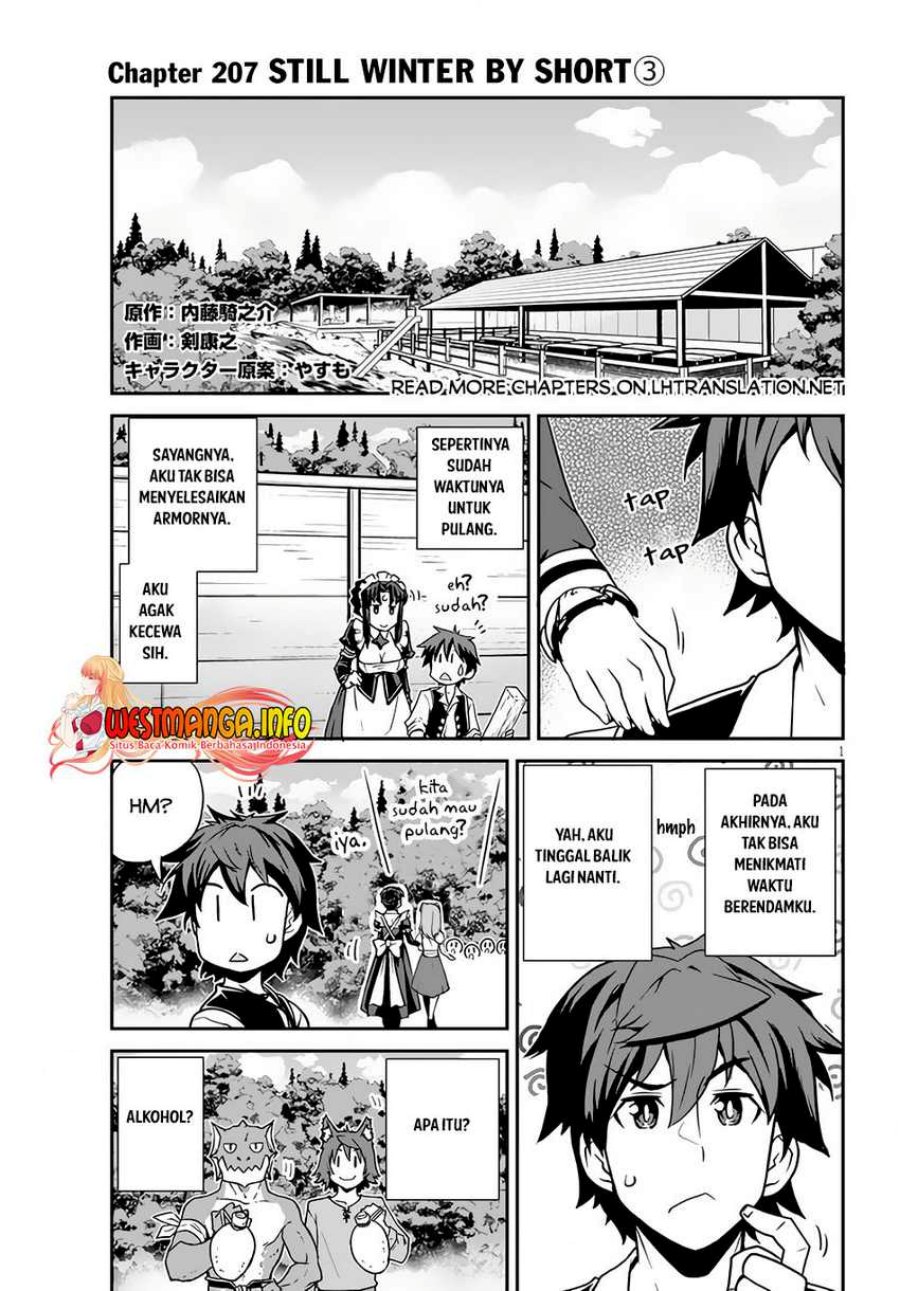 Chapter 207 STILL WINTER BY SHORT③
原作：内藤騎之介
作画：剣康之
キャラクター原案：やすも
READ MORE CHAPTERS ON LHTRANSLATION.NET
tap
tap
SEPERTINYA
SUDAH
WAKTUNYA
UNTUK
PULANG.
SAYANGNYA,
AKU TAK BISA
MENYELESAIKAN
ARMORNYA.
eh?
sudah?
AKU
AGAK
KECEWA
SIH.
WESTMANGA.INFO
Situs Baca Komik Berbahasa Indonesia
1
PADA
AKHIRNYA, AKU
TAK BISA
MENIKMATI
WAKTU
BERENDAMKU.
hmph
YAH, AKU
TINGGAL BALIK
LAGI NANTI.
kita
sudah mau
pulang?
iya.
HM?
APA ITU?
ALKOHOL?